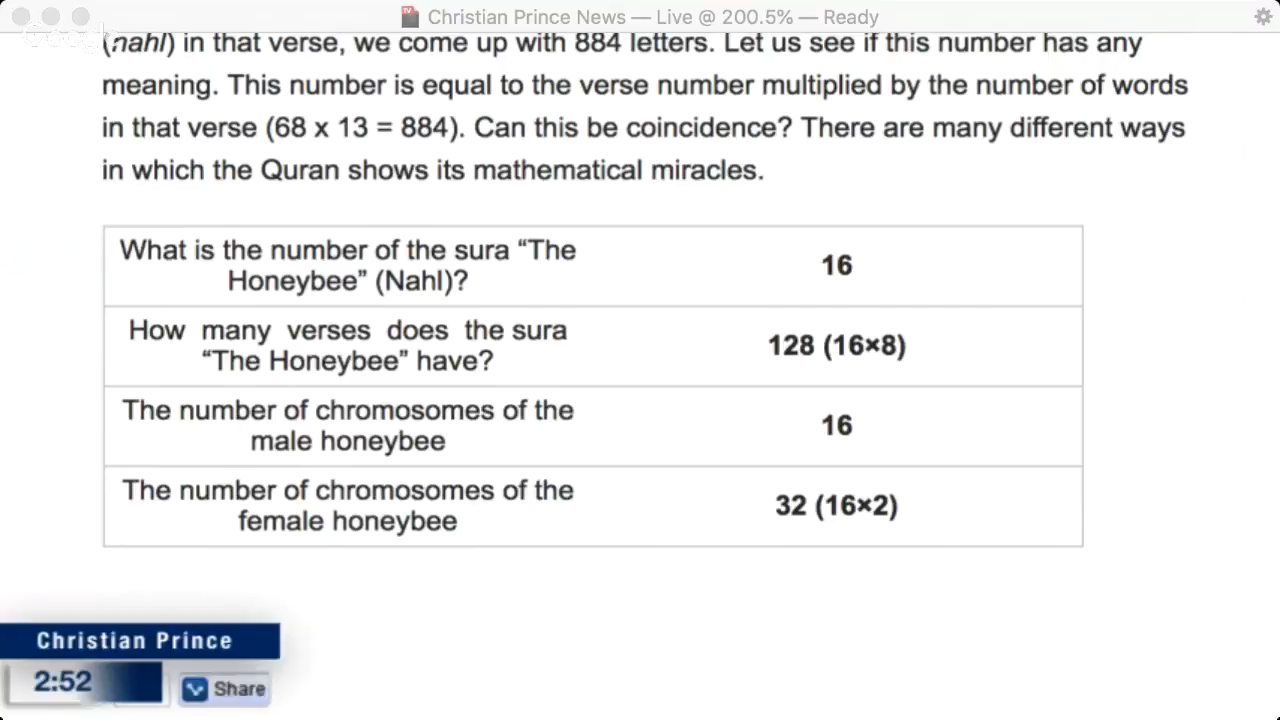 Christian Prince News — Live @ 200.5% — Ready
(nahl) in that verse, we come up with 884 letters. Let us see if this number has any
meaning. This number is equal to the verse number multiplied by the number of words
in that verse (68 x 13 = 884). Can this be coincidence? There are many different ways
in which the Quran shows its mathematical miracles.
What is the number of the sura “The
Honeybee” (Nahl)?
16
How many verses does the sura
“The Honeybee” have?
128 (16×8)
The number of chromosomes of the
male honeybee
16
The number of chromosomes of the
female honeybee
32 (16×2)
Christian Prince
2:52
Share